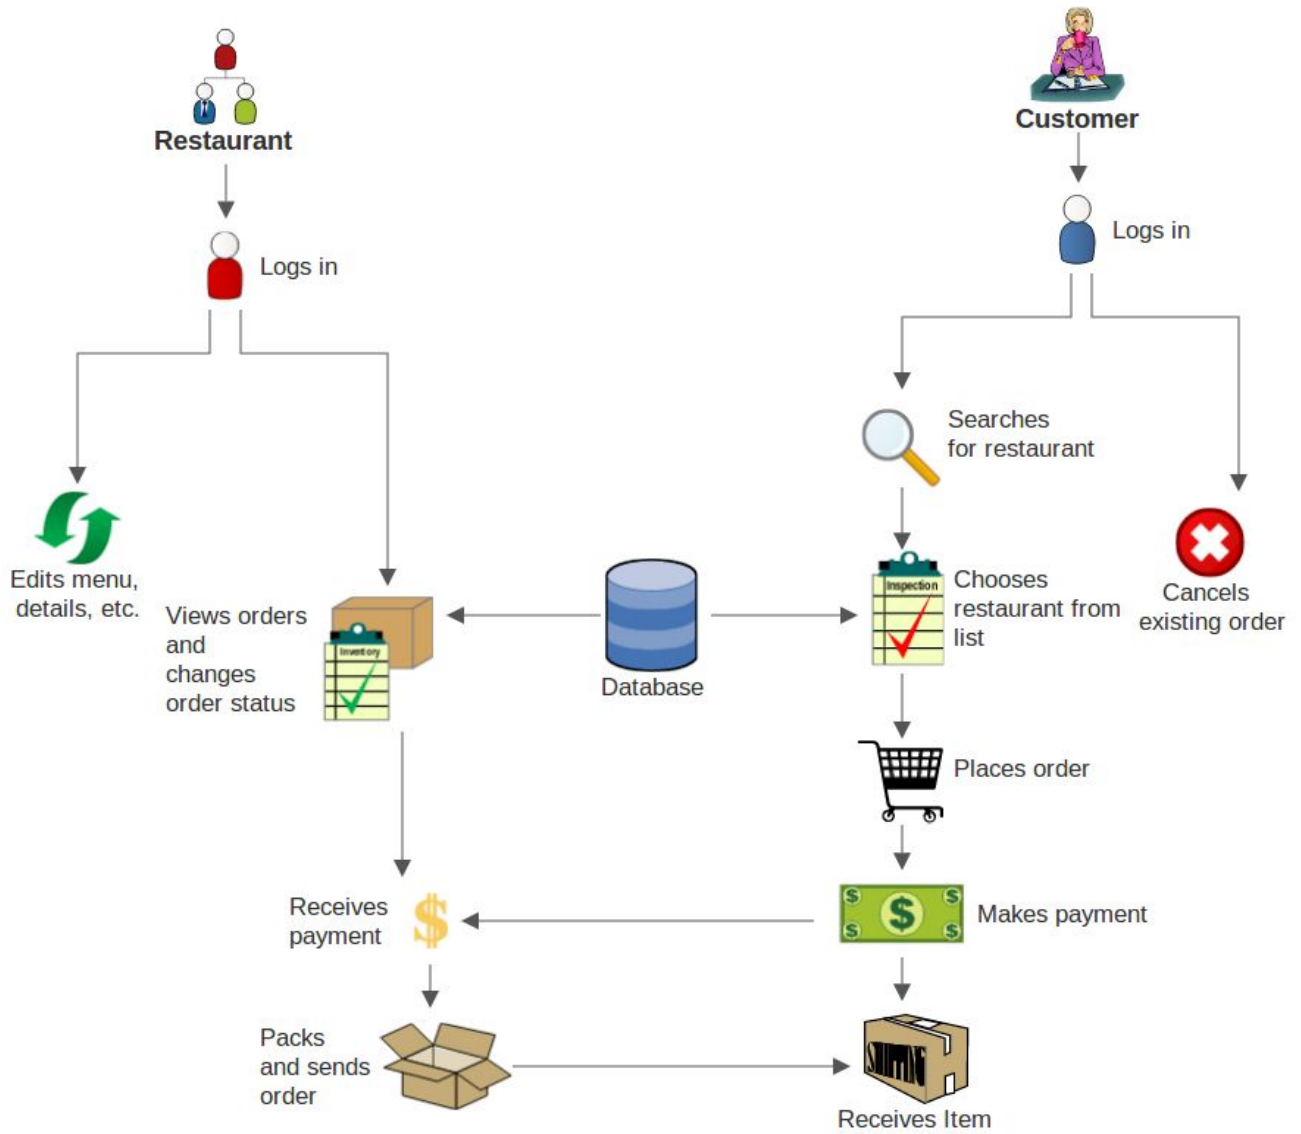 Restaurant
Customer
Logs in
Logs in
Searches
for restaurant
Edits menu,
details, etc.
Views orders
and
changes
order status
Inventory
Database
Inspection
Chooses
restaurant from
list
Cancels
existing order
Places order
Receives
payment
$
$ $
$
$ $
Makes payment
Packs
and sends
order
SHIPPING
Receives Item